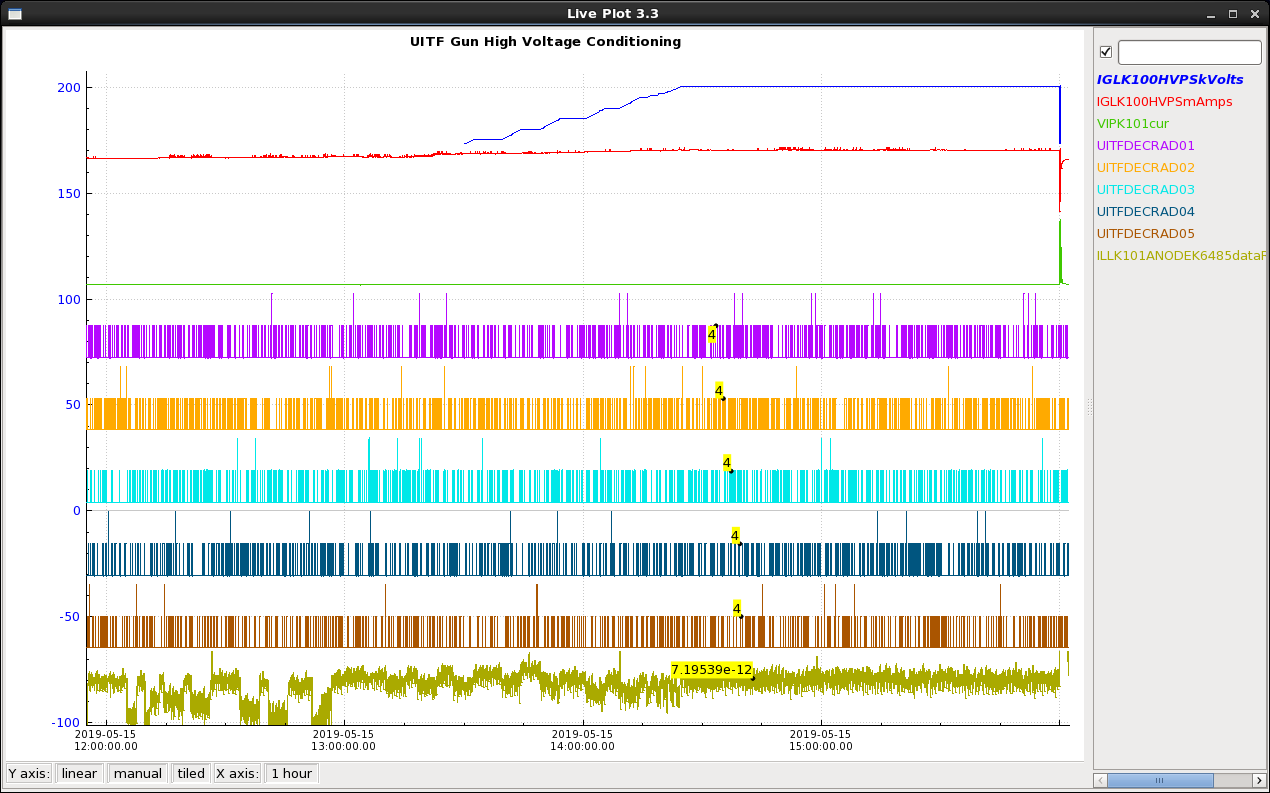 Live Plot 3.3
UITF Gun High Voltage Conditioning
200
150
100
50
0
-50
-100
4
4
4
4
4
7.19539e-12
2019-05-15
12:00:00.00
2019-05-15
13:00:00.00
2019-05-15
14:00:00.00
2019-05-15
15:00:00.00
IGLK100HVPSkVolts
IGLK100HVPSmAmps
VIPK101cur
UITFDECRAD01
UITFDECRAD02
UITFDECRAD03
UITFDECRAD04
UITFDECRAD05
ILLK101ANODEK6485dataF
Y axis: linear manual tiled X axis: 1 hour